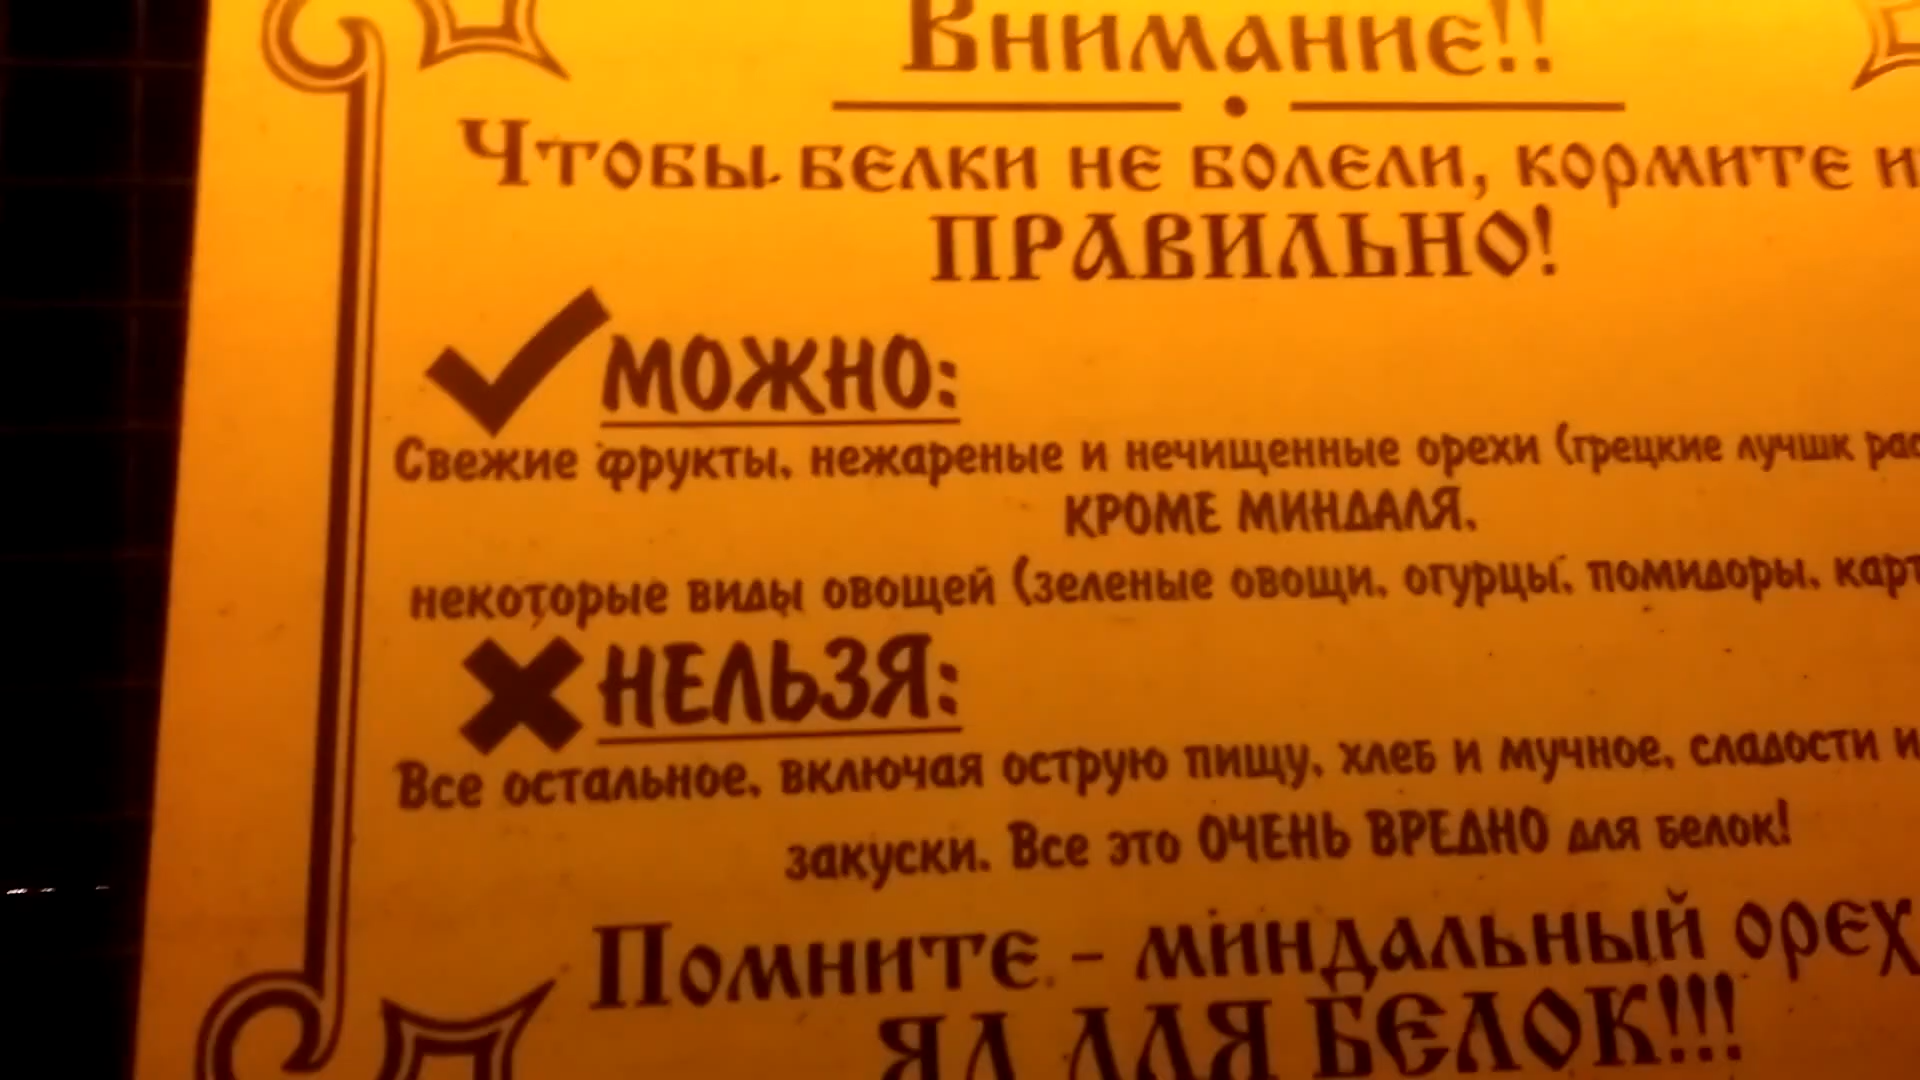 Внимание!!
Чтобы белки не болели, кормите
ПРАВИЛЬНО!
МОЖНО:
Свежие фрукты, нежареные и нечищенные орехи (грецкие лучшк
КРОМЕ МИНДАЛЯ,
некоторые виды овощей (зеленые овощи, огурцы, помидоры,
НЕЛЬЗЯ:
Все остальное, включая острую пищу, хлеб и мучное, сладости и
закуски. Все это ОЧЕНЬ ВРЕДНО для белок!
Помните - миндальный орех
ЯД ДЛЯ БЕЛОК!!!